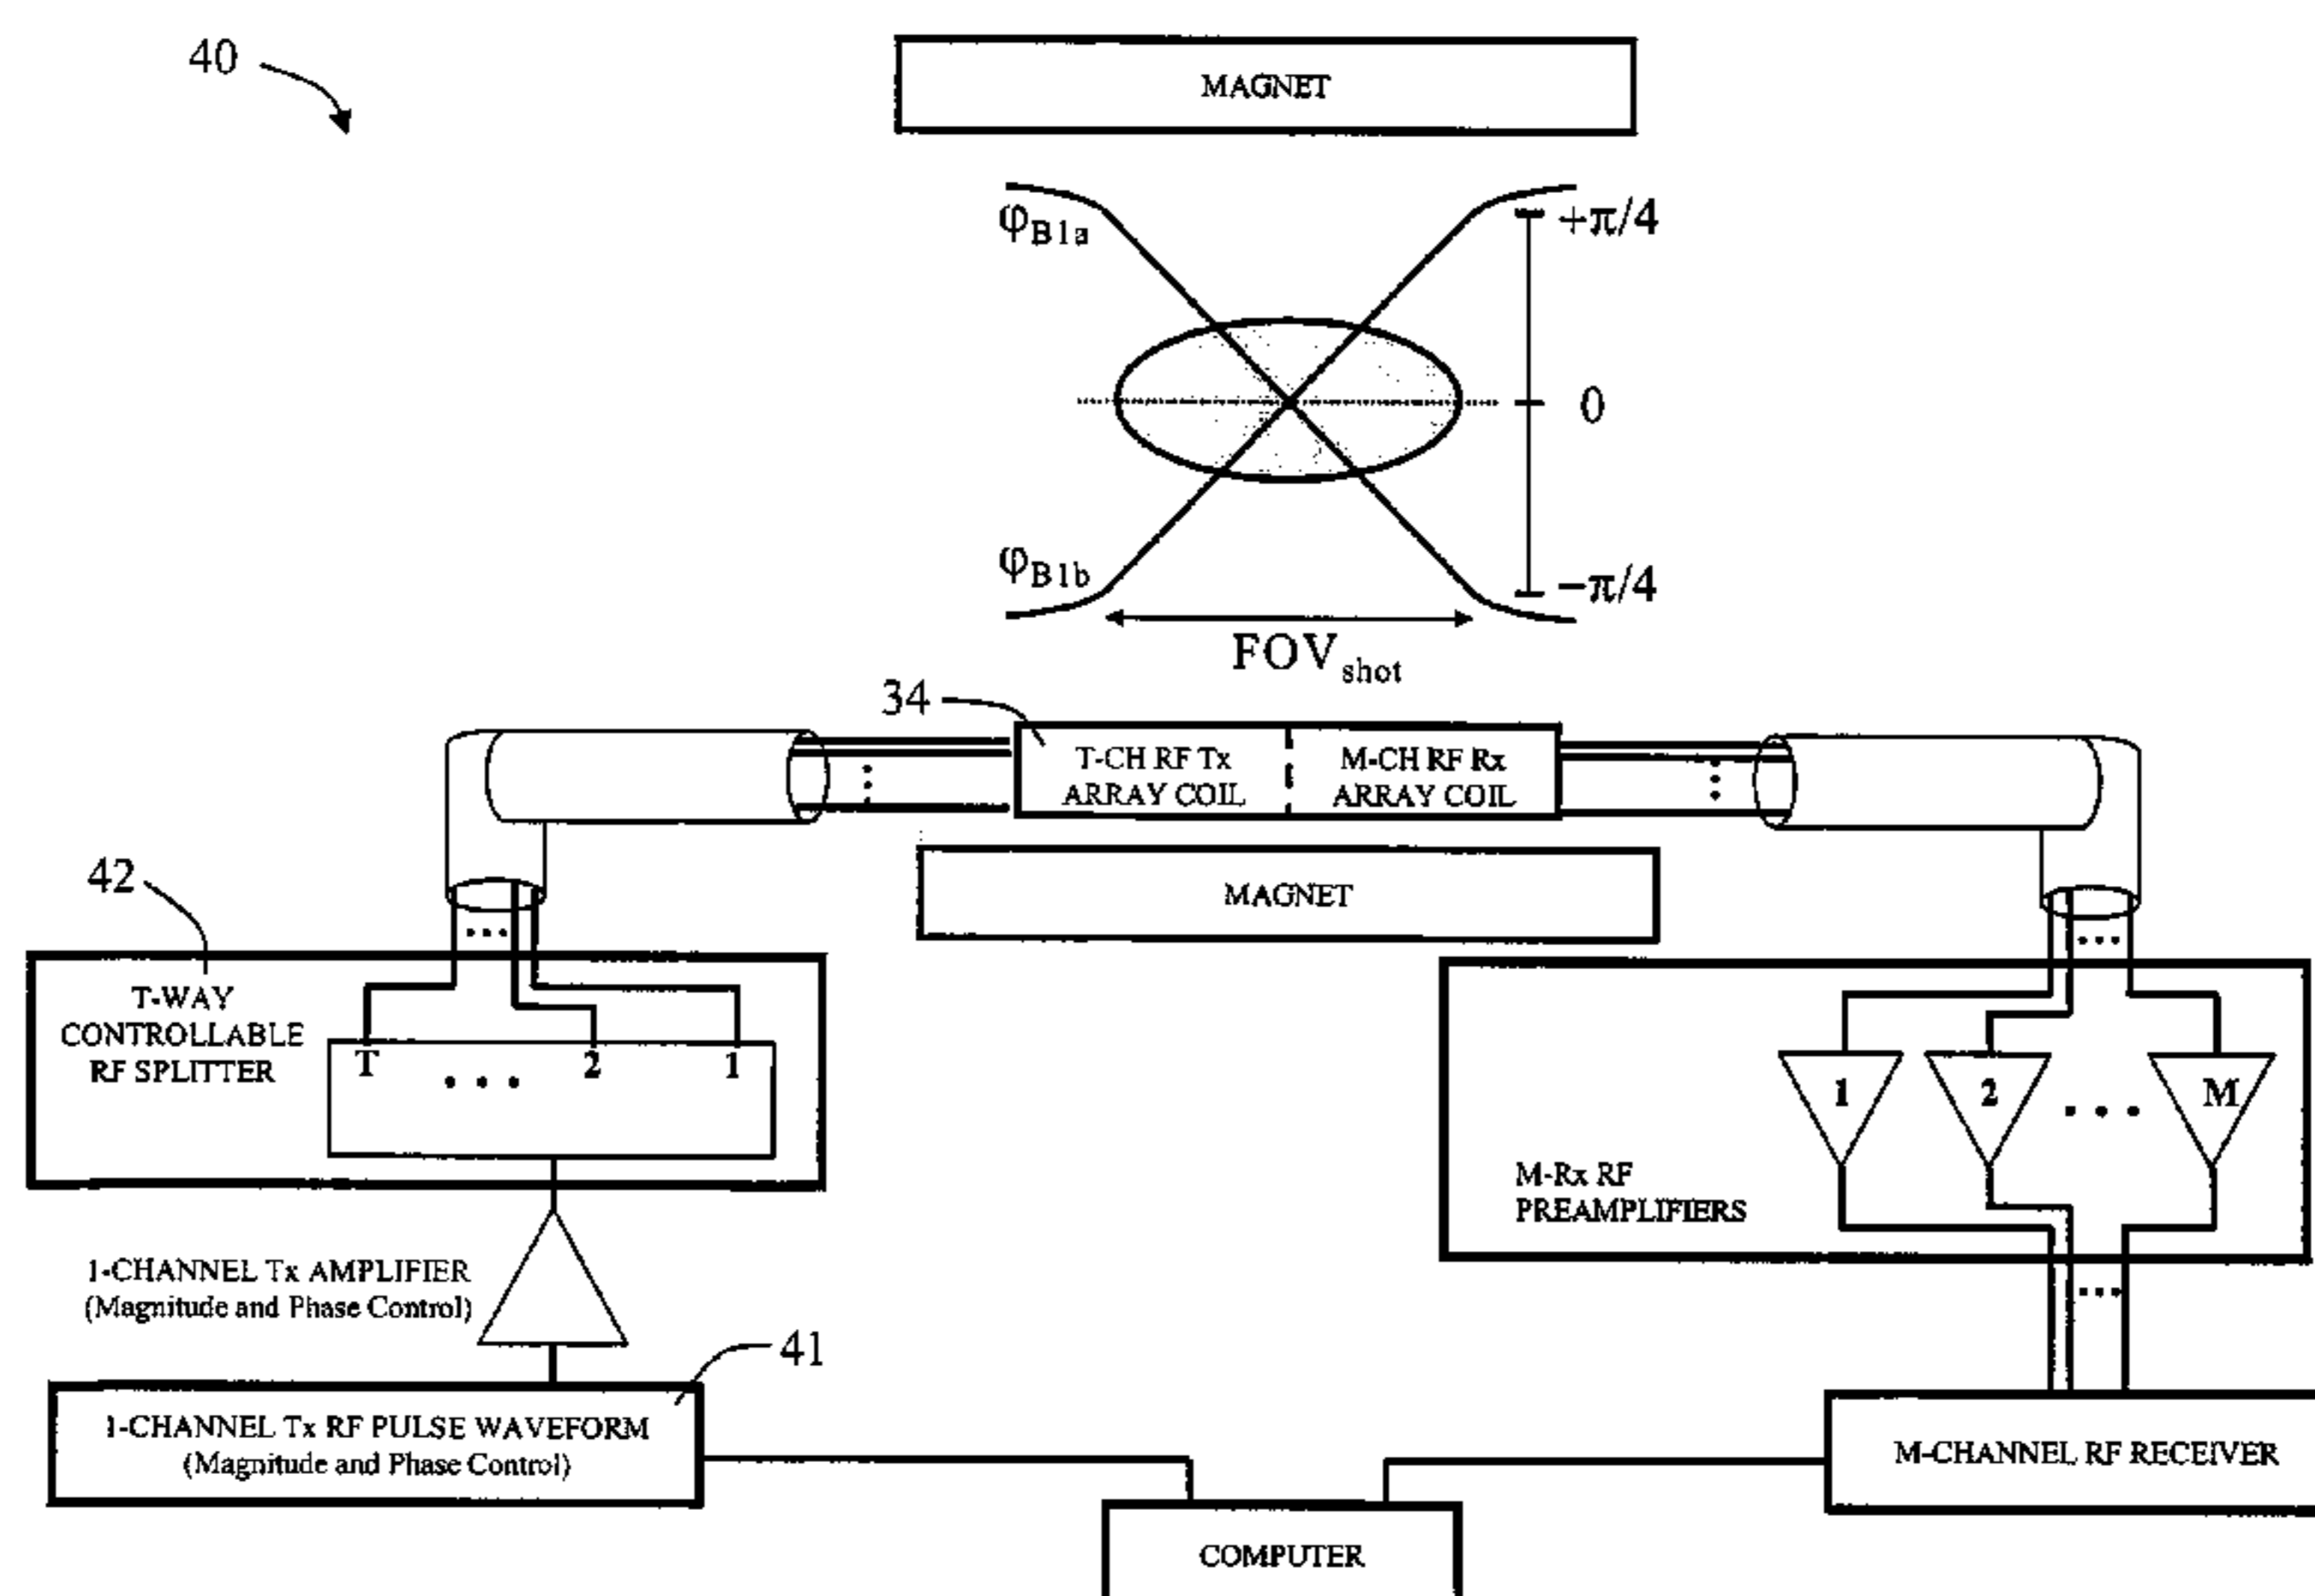 40
MAGNET
φB1a
+π/4
0
φB1b
−π/4
FOVshot
34
T-CH RF Tx
ARRAY COIL
M-CH RF Rx
ARRAY COIL
42
MAGNET
T-WAY
CONTROLLABLE
RF SPLITTER
T
• • •
2
1
1
2
• • •
M
M-Rx RF
PREAMPLIFIERS
1-CHANNEL Tx AMPLIFIER
(Magnitude and Phase Control)
41
1-CHANNEL Tx RF PULSE WAVEFORM
(Magnitude and Phase Control)
M-CHANNEL RF RECEIVER
COMPUTER